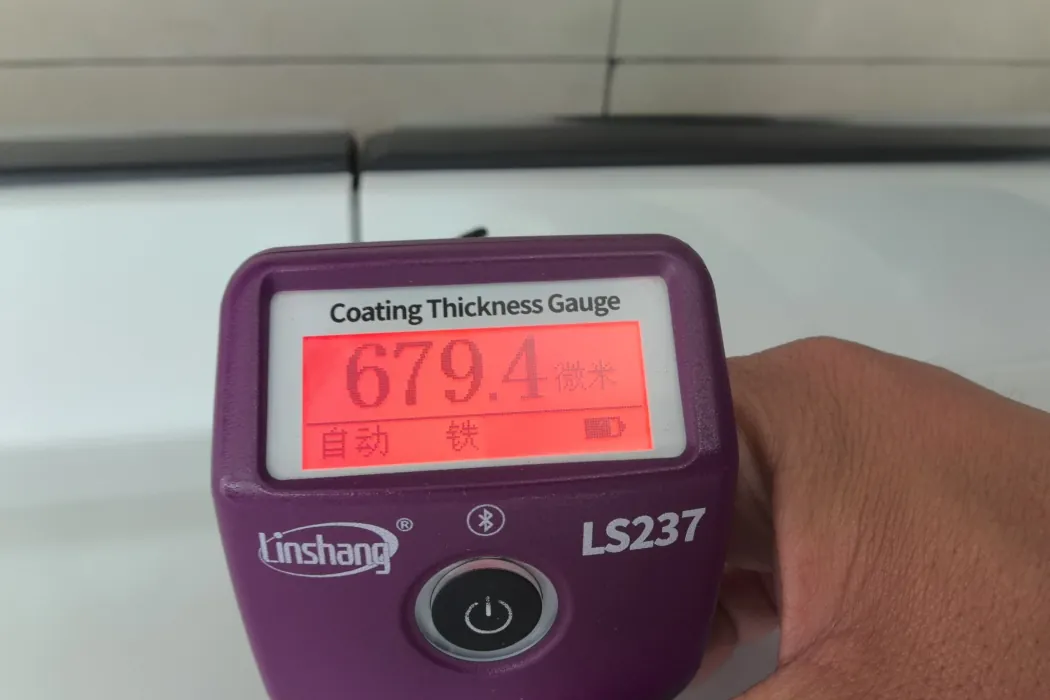 Coating Thickness Gauge
679.4 微米
自动 铁
Linshang®
LS237